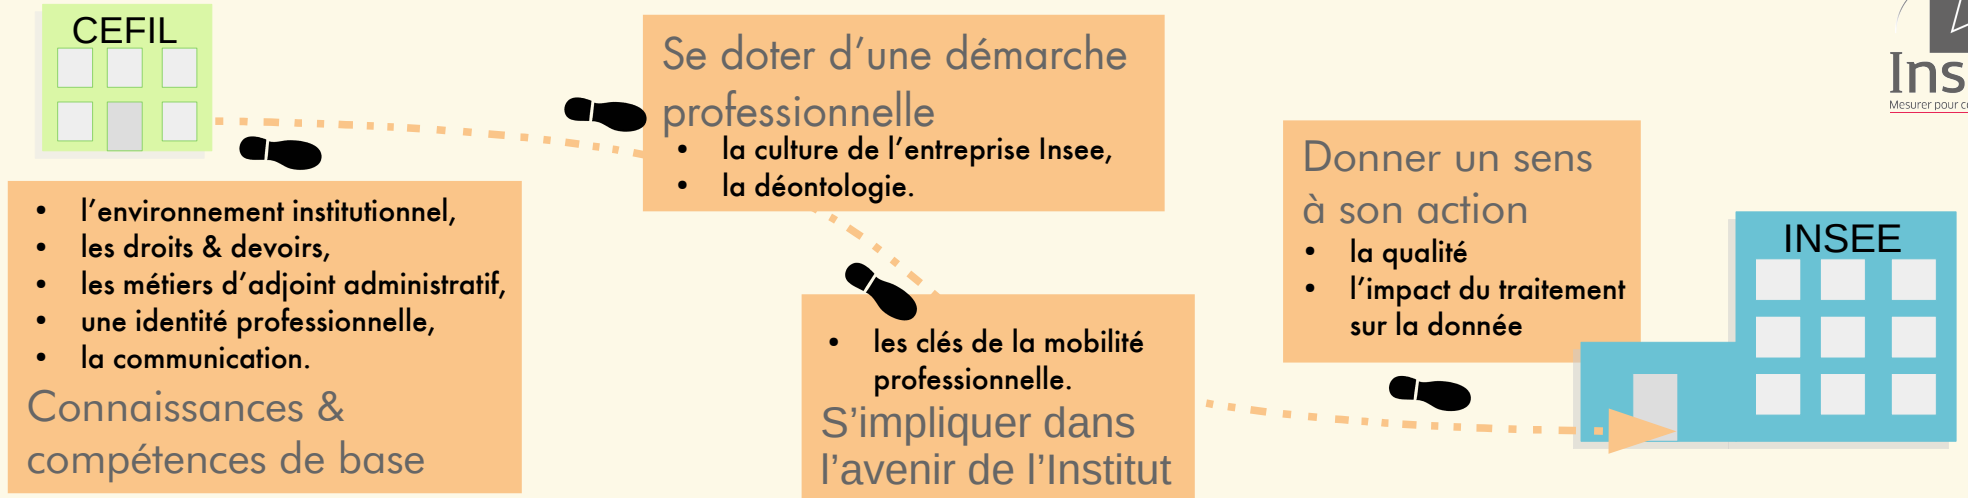 CEFIL
• l’environnement institutionnel,
• les droits & devoirs,
• les métiers d’adjoint administratif,
• une identité professionnelle,
• la communication.
Connaissances &
compétences de base
Se doter d’une démarche
professionnelle
• la culture de l’entreprise Insee,
• la déontologie.
• les clés de la mobilité
professionnelle.
S’impliquer dans
l’avenir de l’Institut
Donner un sens
à son action
• la qualité
• l’impact du traitement
sur la donnée
INSEE
Ins
Mesurer pour